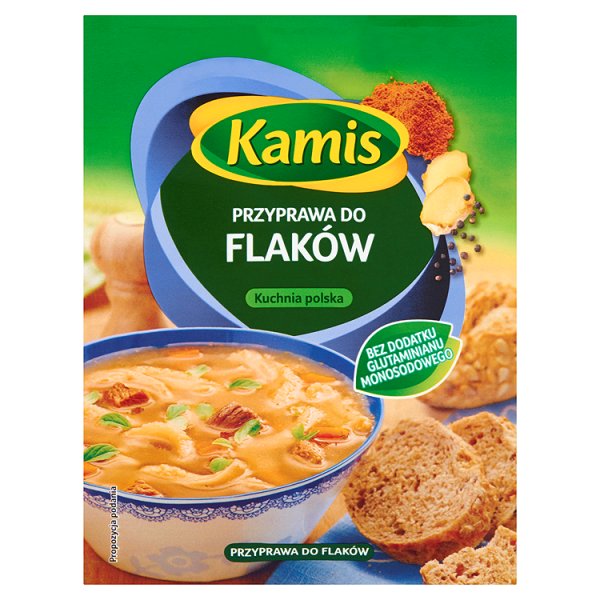 Kamis
PRZYPRAWA DO
FLAKÓW
Kuchnia polska
BEZ DODATKU
GLUTAMINIANU
MONOSODOWEGO
Propozycja podania
PRZYPRAWA DO FLAKÓW